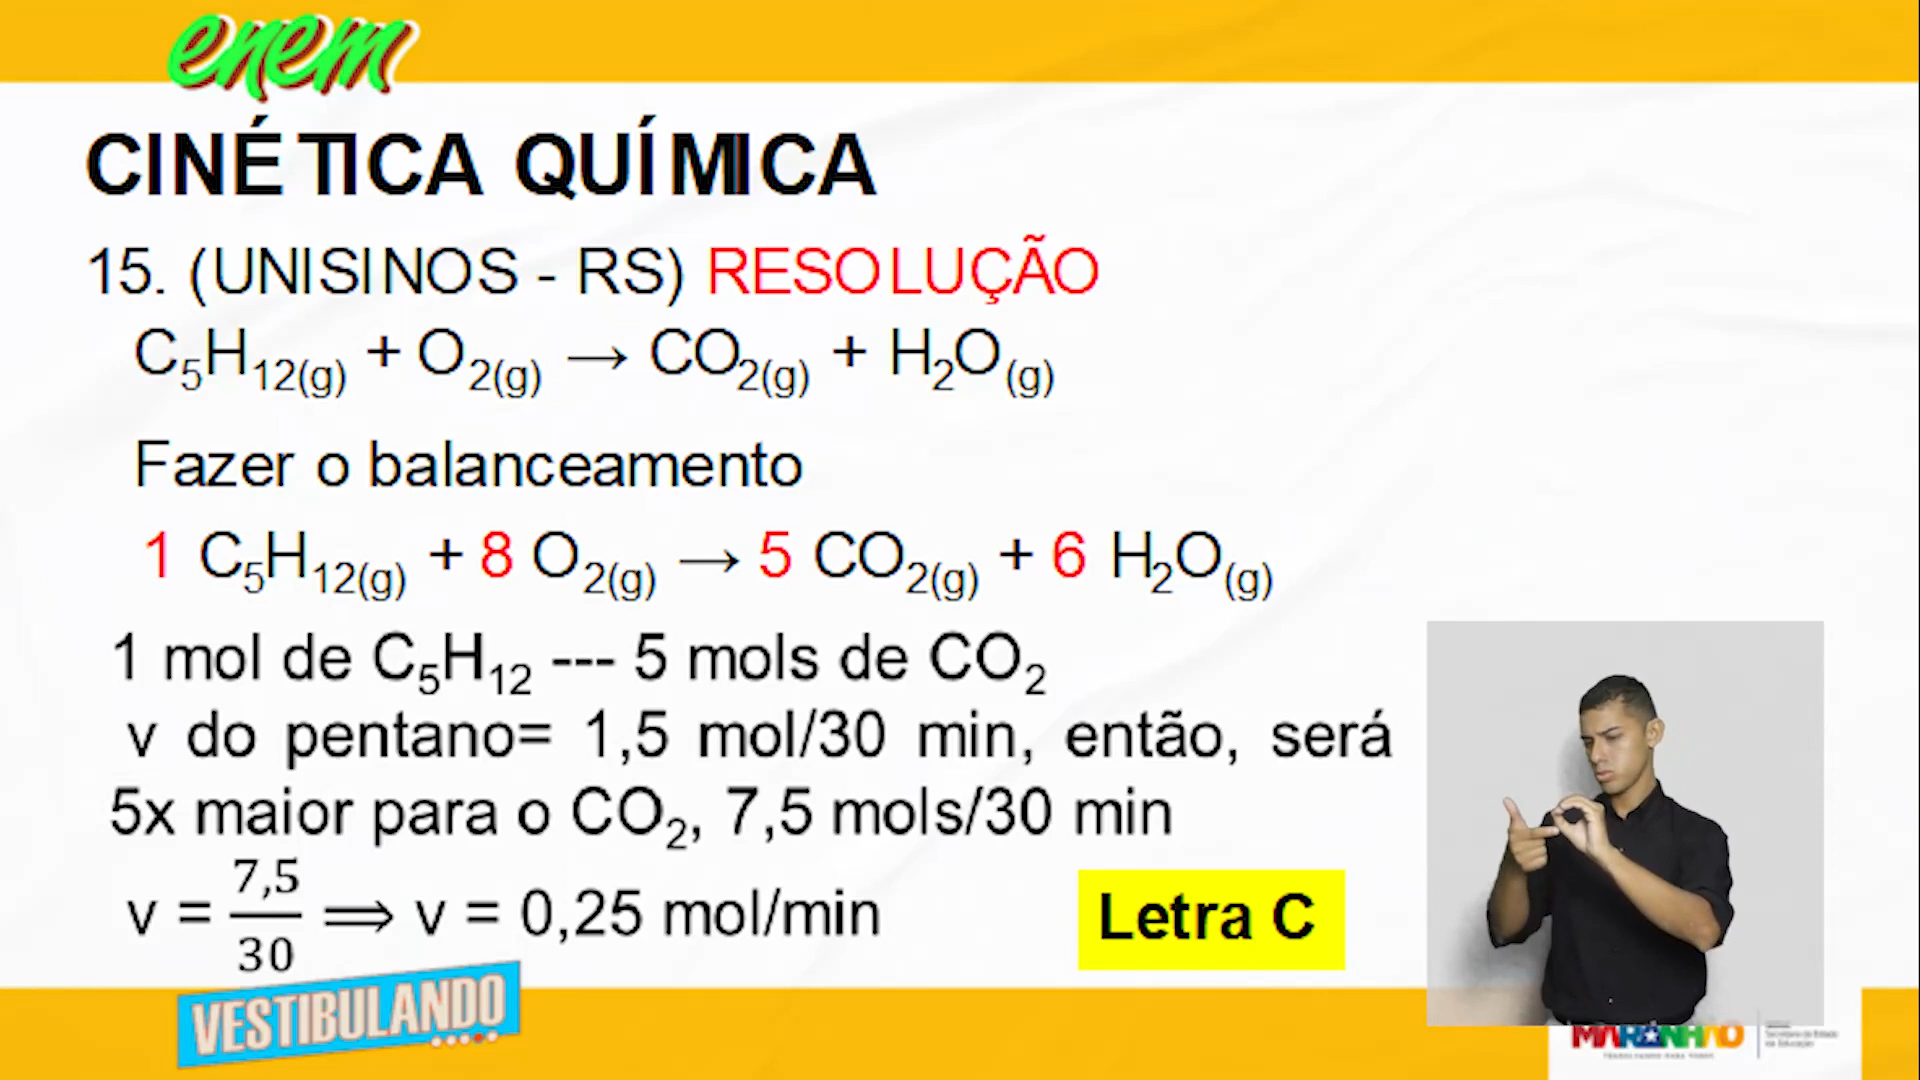 enem
CINÉTICA QUÍMICA
15. (UNISINOS - RS) RESOLUÇÃO
C₅H₁₂(g) + O₂(g) → CO₂(g) + H₂O(g)
Fazer o balanceamento
1 C₅H₁₂(g) + 8 O₂(g) → 5 CO₂(g) + 6 H₂O(g)
1 mol de C₅H₁₂ --- 5 mols de CO₂
v do pentano= 1,5 mol/30 min, então, será
5x maior para o CO₂, 7,5 mols/30 min
v = 7,5/30 ⟹ v = 0,25 mol/min
Letra C
VESTIBULANDO
MARANHÃO